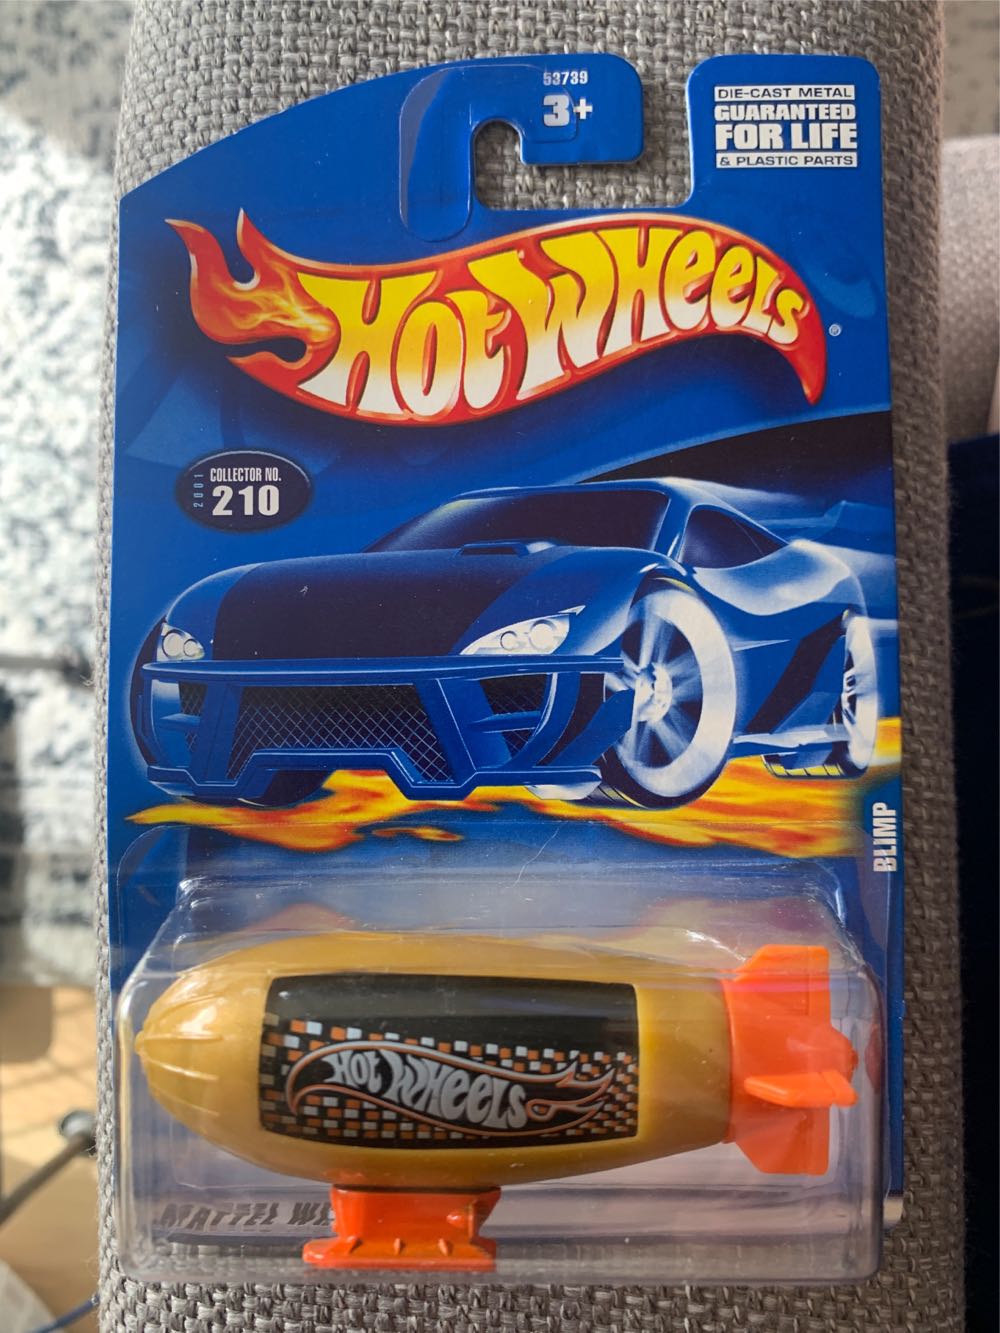 53739
3+
DIE-CAST METAL
GUARANTEED
FOR LIFE
& PLASTIC PARTS
HOT WHEELS
®
2001
COLLECTOR NO.
210
BLIMP
HOT WHEELS
MATTEL